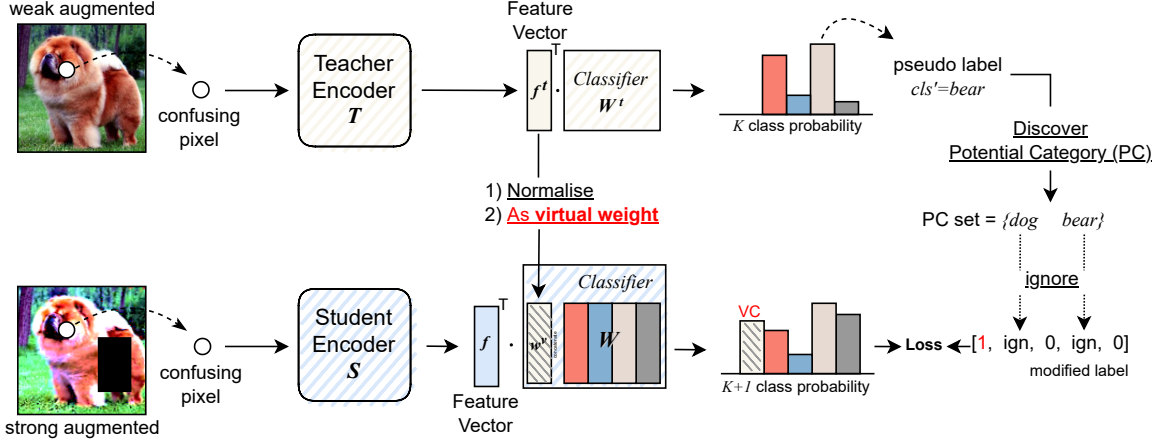 weak augmented
confusing
pixel
Teacher
Encoder
T
Feature
Vector
T
f^t ·
Classifier
W^t
K class probability
pseudo label
cls'=bear
Discover
Potential Category (PC)
1) Normalise
2) As virtual weight
PC set = {dog bear}
ignore
strong augmented
confusing
pixel
Student
Encoder
S
T
f ·
Feature
Vector
Classifier
w^v
concatenate
W
VC
K+1 class probability
Loss
[1, ign, 0, ign, 0]
modified label